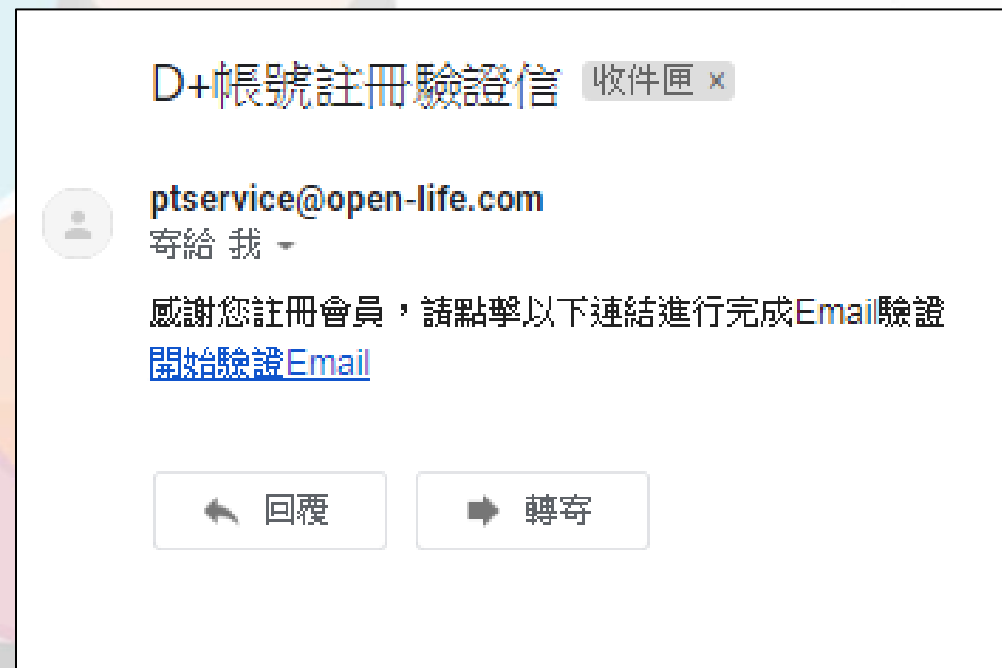 D+帳號註冊驗證信 收件匣 ×
ptservice@open-life.com
寄給 我
感謝您註冊會員，請點擊以下連結進行完成Email驗證
開始驗證Email
回覆 轉寄